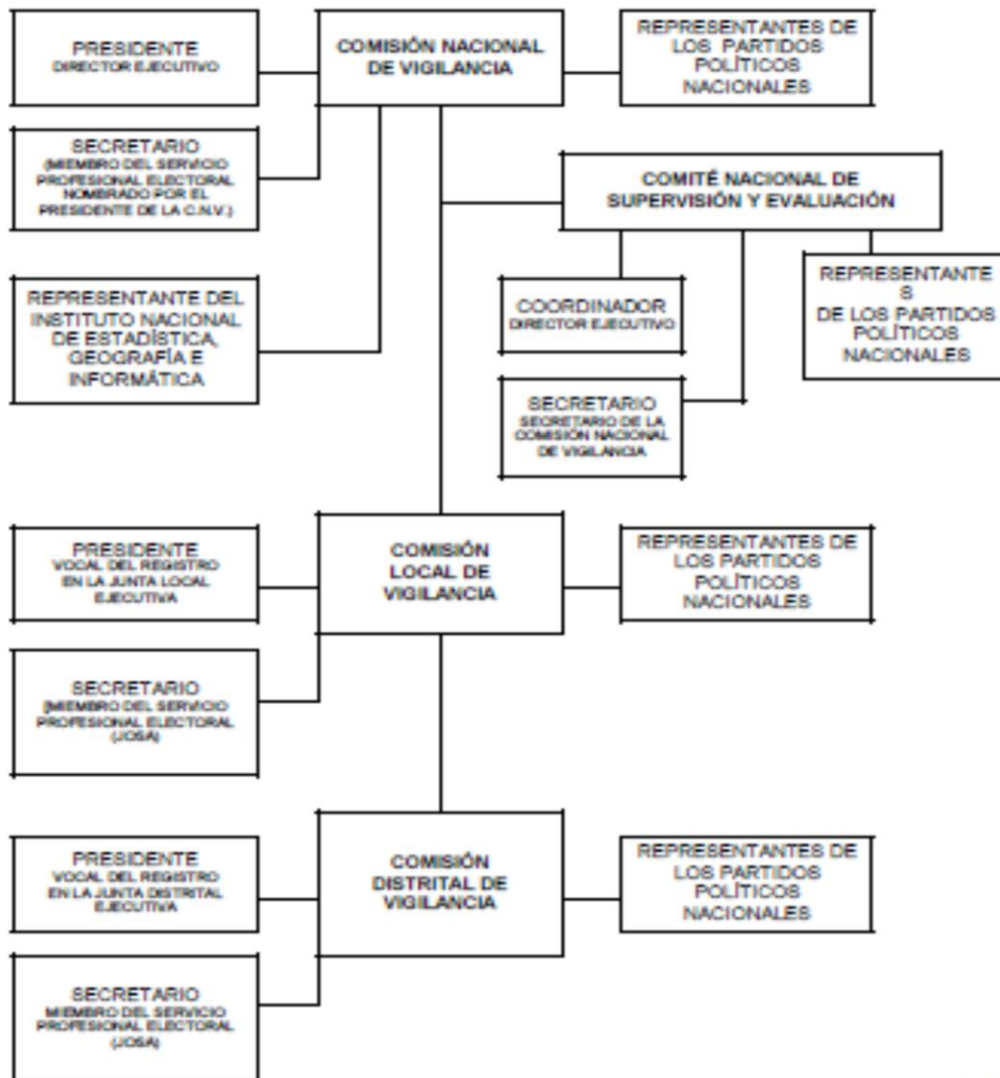 PRESIDENTE
DIRECTOR EJECUTIVO
COMISIÓN NACIONAL
DE VIGILANCIA
REPRESENTANTES DE
LOS PARTIDOS
POLÍTICOS
NACIONALES
SECRETARIO
(MIEMBRO DEL SERVICIO
PROFESIONAL ELECTORAL
NOMBRADO POR EL
PRESIDENTE DE LA C.N.V.)
COMITÉ NACIONAL DE
SUPERVISIÓN Y EVALUACIÓN
REPRESENTANTE DEL
INSTITUTO NACIONAL
DE ESTADÍSTICA,
GEOGRAFÍA E
INFORMÁTICA
COORDINADOR
DIRECTOR EJECUTIVO
REPRESENTANTE
S
DE LOS PARTIDOS
POLÍTICOS
NACIONALES
SECRETARIO
SECRETARIO DE LA
COMISIÓN NACIONAL
DE VIGILANCIA
PRESIDENTE
VOCAL DEL REGISTRO
EN LA JUNTA LOCAL
EJECUTIVA
COMISIÓN
LOCAL DE
VIGILANCIA
REPRESENTANTES DE
LOS PARTIDOS
POLÍTICOS
NACIONALES
SECRETARIO
(MIEMBRO DEL SERVICIO
PROFESIONAL ELECTORAL
(JOSA)
PRESIDENTE
VOCAL DEL REGISTRO
EN LA JUNTA DISTRITAL
EJECUTIVA
COMISIÓN
DISTRITAL DE
VIGILANCIA
REPRESENTANTES DE
LOS PARTIDOS
POLÍTICOS
NACIONALES
SECRETARIO
MIEMBRO DEL SERVICIO
PROFESIONAL ELECTORAL
(JOSA)